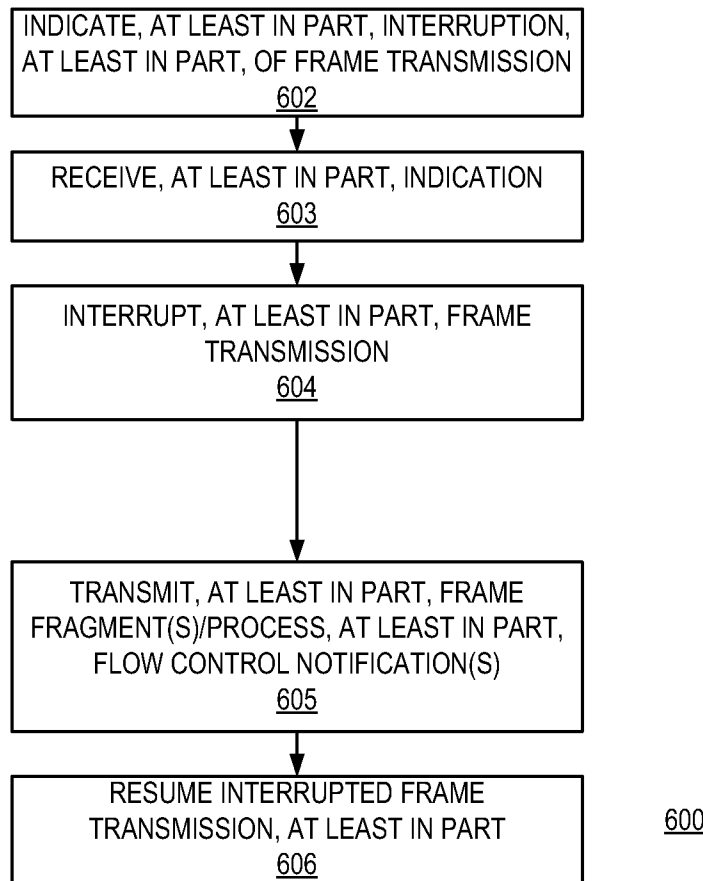 INDICATE, AT LEAST IN PART, INTERRUPTION,
AT LEAST IN PART, OF FRAME TRANSMISSION
602
RECEIVE, AT LEAST IN PART, INDICATION
603
INTERRUPT, AT LEAST IN PART, FRAME
TRANSMISSION
604
TRANSMIT, AT LEAST IN PART, FRAME
FRAGMENT(S)/PROCESS, AT LEAST IN PART,
FLOW CONTROL NOTIFICATION(S)
605
RESUME INTERRUPTED FRAME
TRANSMISSION, AT LEAST IN PART
606
600